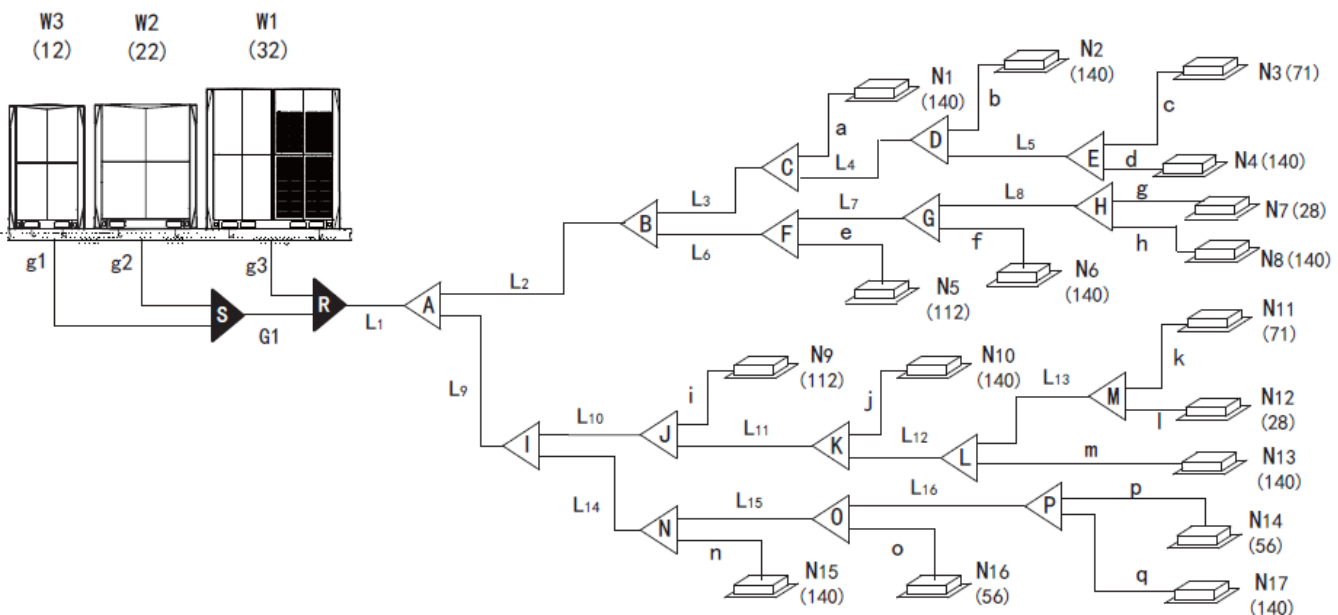 W3 W2 W1
(12) (22) (32)
N1
(140)
N2
(140)
N3(71)
N4(140)
a
b
c
d
C
D
E
L3
L4
L5
B
L6
F
L7
e
G
L8
f
H
g
h
N5
(112)
N6
(140)
N7(28)
N8(140)
g1 g2 g3
S
G1
R
L1
A
L2
L9
I
L10
J
i
N9
(112)
L11
K
j
N10
(140)
L12
L
L13
M
k
l
m
N11
(71)
N12
(28)
N13
(140)
L14
N
L15
n
O
L16
o
P
p
q
N14
(56)
N15
(140)
N16
(56)
N17
(140)